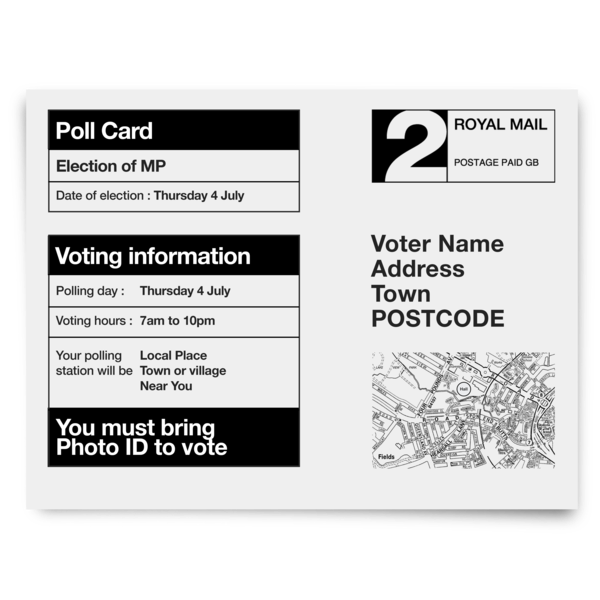 Poll Card
Election of MP
Date of election : Thursday 4 July
Voting information
Polling day : Thursday 4 July
Voting hours : 7am to 10pm
Your polling station will be
Local Place
Town or village
Near You
You must bring
Photo ID to vote
2
ROYAL MAIL
POSTAGE PAID GB
Voter Name
Address
Town
POSTCODE
Hall
Fields